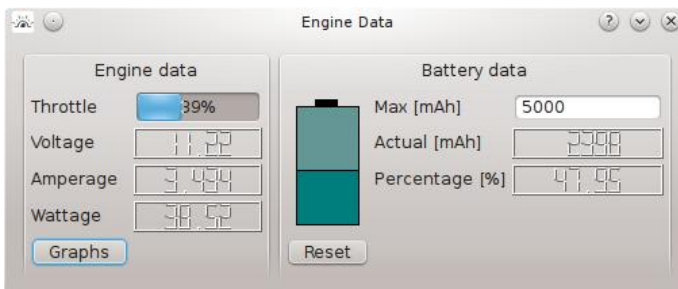 Engine Data
Engine data
Throttle 39%
Voltage 11.22
Amperage 3.434
Wattage 38.52
Graphs
Battery data
Max [mAh] 5000
Actual [mAh] 2398
Percentage [%] 47.95
Reset